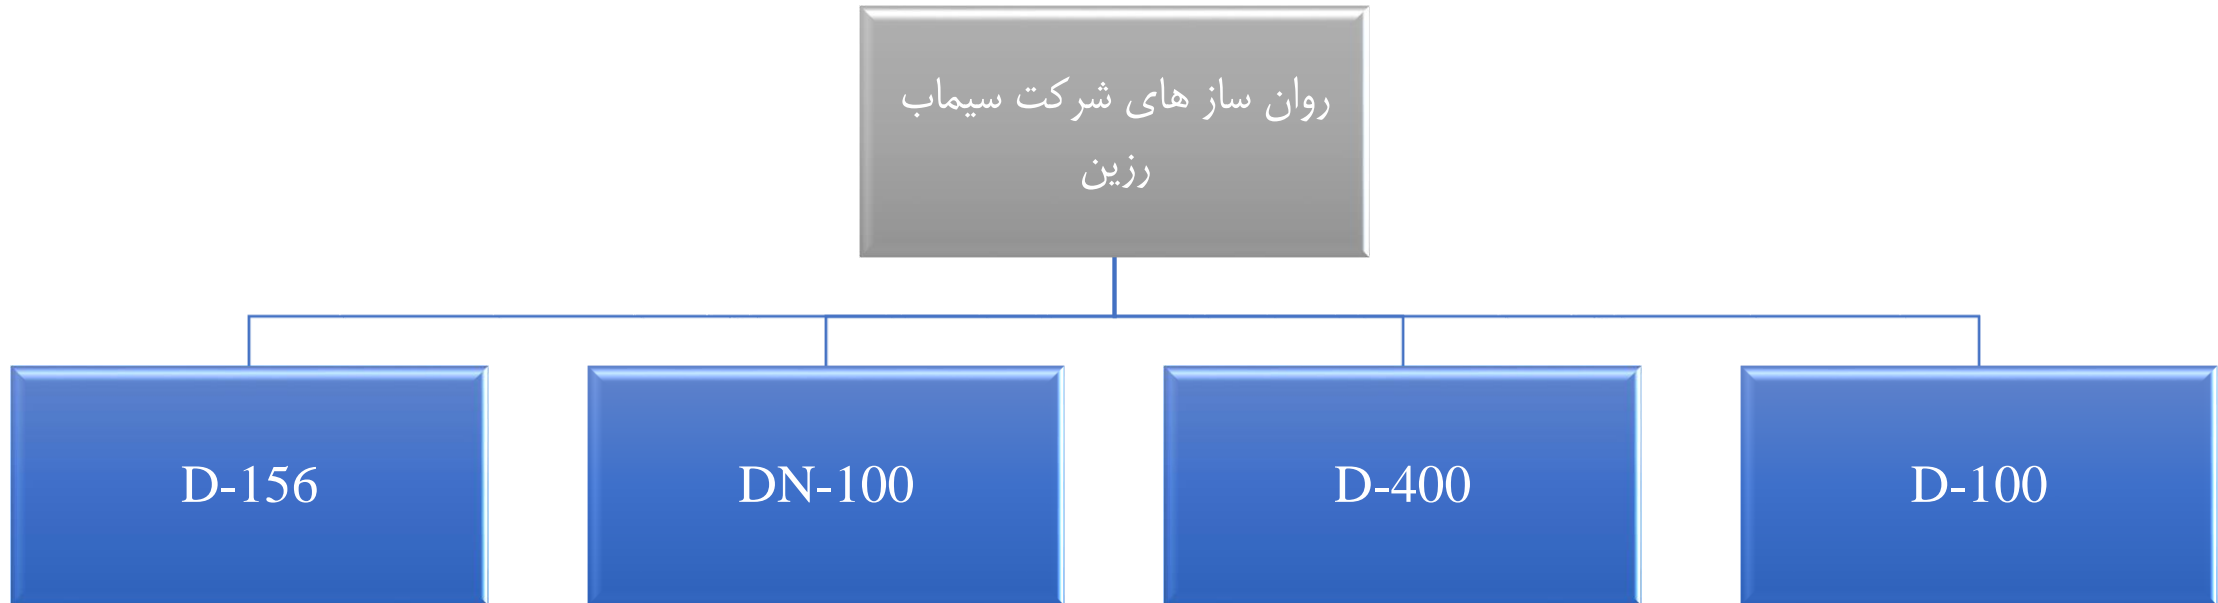 روان ساز های شرکت سیماب
رزین
D-156
DN-100
D-400
D-100